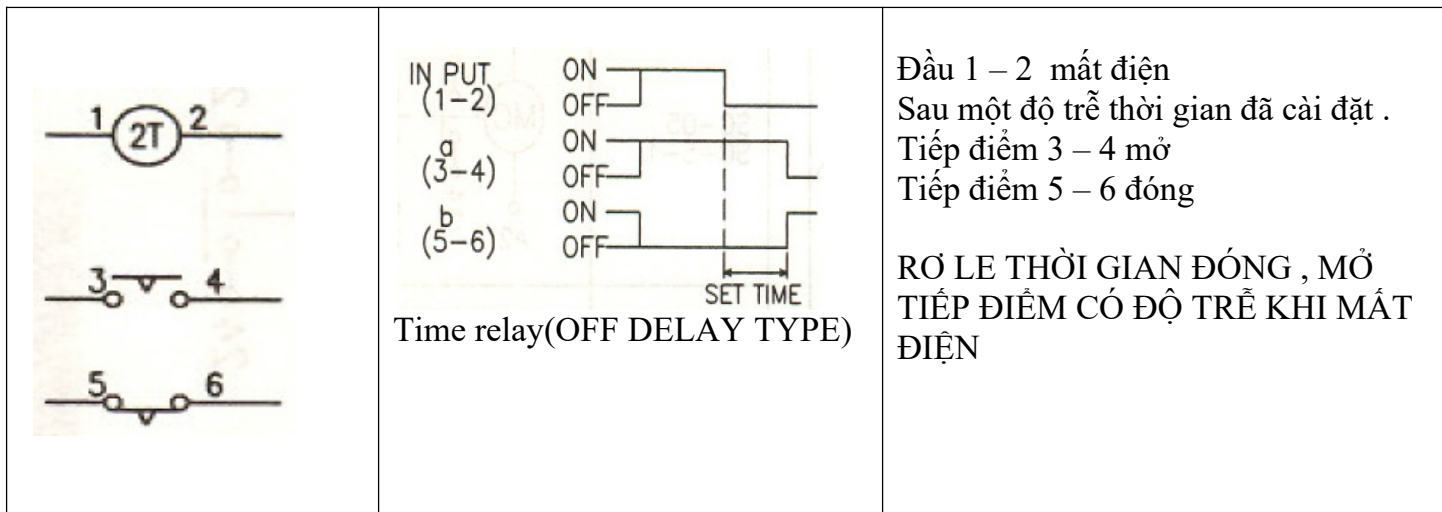 1 2T 2
3 4
5 6
IN PUT ON
(1-2) OFF
a ON
(3-4) OFF
b ON
(5-6) OFF
SET TIME
Time relay(OFF DELAY TYPE)
Đầu 1 – 2 mất điện
Sau một độ trễ thời gian đã cài đặt .
Tiếp điểm 3 – 4 mở
Tiếp điểm 5 – 6 đóng
RƠ LE THỜI GIAN ĐÓNG , MỞ
TIẾP ĐIỂM CÓ ĐỘ TRỄ KHI MẤT
ĐIỆN